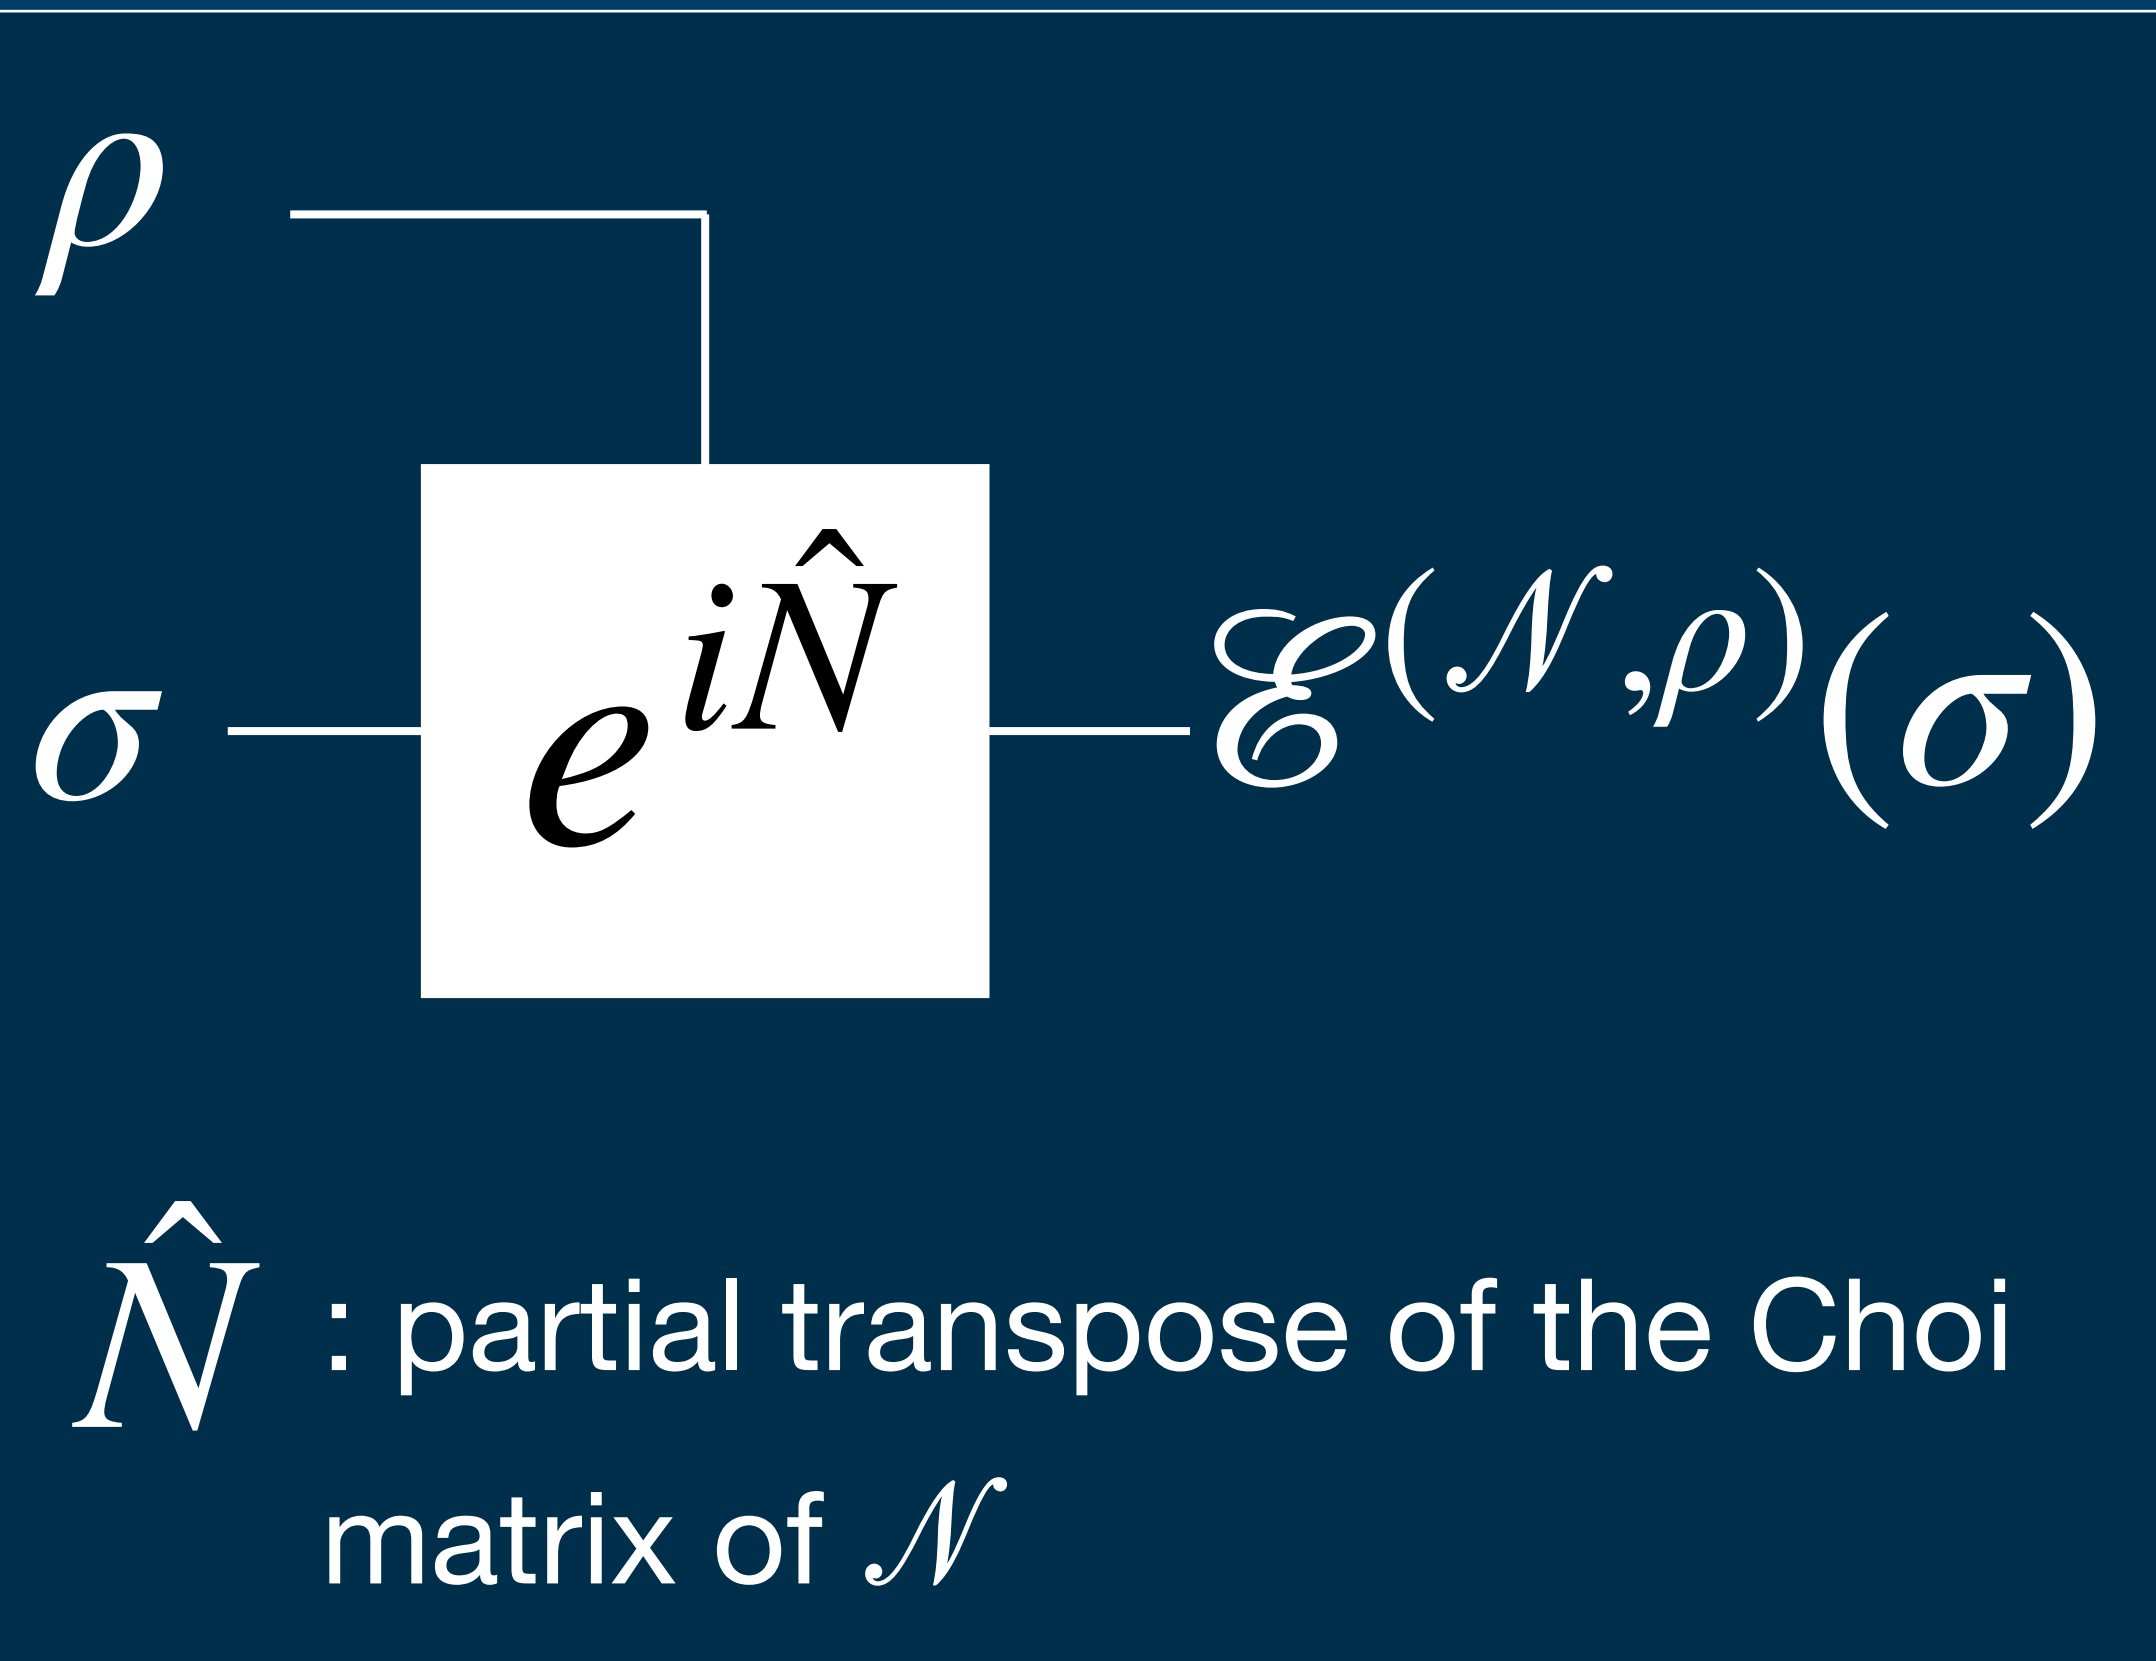 ρ
e^{iN̂}
σ
ℰ^{(𝒩,ρ)}(σ)
N̂ : partial transpose of the Choi
matrix of 𝒩